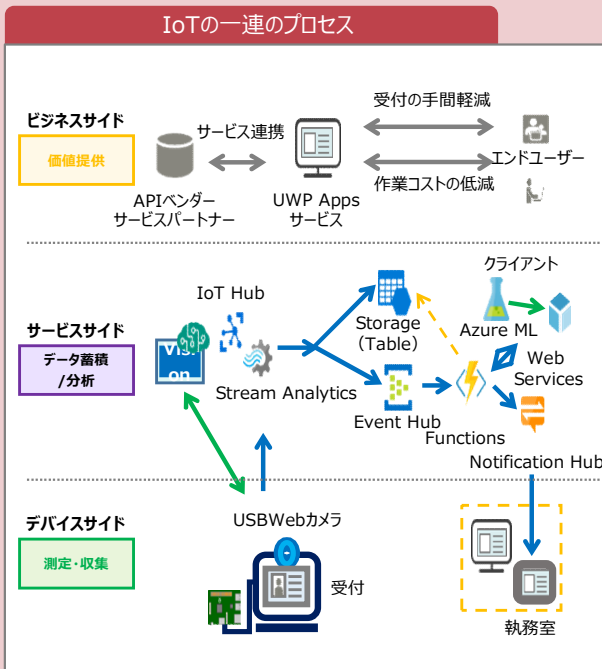 IoTの一連のプロセス
ビジネスサイド
価値提供
サービス連携
受付の手間軽減
エンドユーザー
作業コストの低減
APIベンダー
サービスパートナー
UWP Apps
サービス
クライアント
IoT Hub
サービスサイド
データ蓄積
/分析
Visi
on
Stream Analytics
Storage
(Table)
Event Hub
Functions
Azure ML
Web
Services
Notification Hub
デバイスサイド
測定・収集
USBWebカメラ
受付
執務室